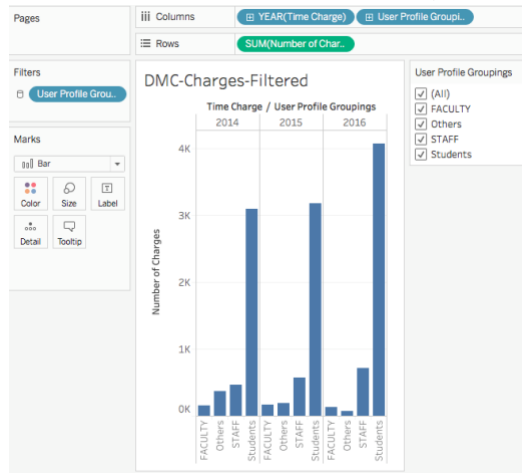 Pages
iii Columns
YEAR(Time Charge)
User Profile Groupi..
Rows
SUM(Number of Char..
Filters
User Profile Grou..
Marks
Bar
Color
Size
Label
Detail
Tooltip
DMC-Charges-Filtered
Time Charge / User Profile Groupings
2014 2015 2016
4K
3K
2K
1K
0K
Number of Charges
FACULTY Others STAFF Students FACULTY Others STAFF Students FACULTY Others STAFF Students
User Profile Groupings
(All)
FACULTY
Others
STAFF
Students